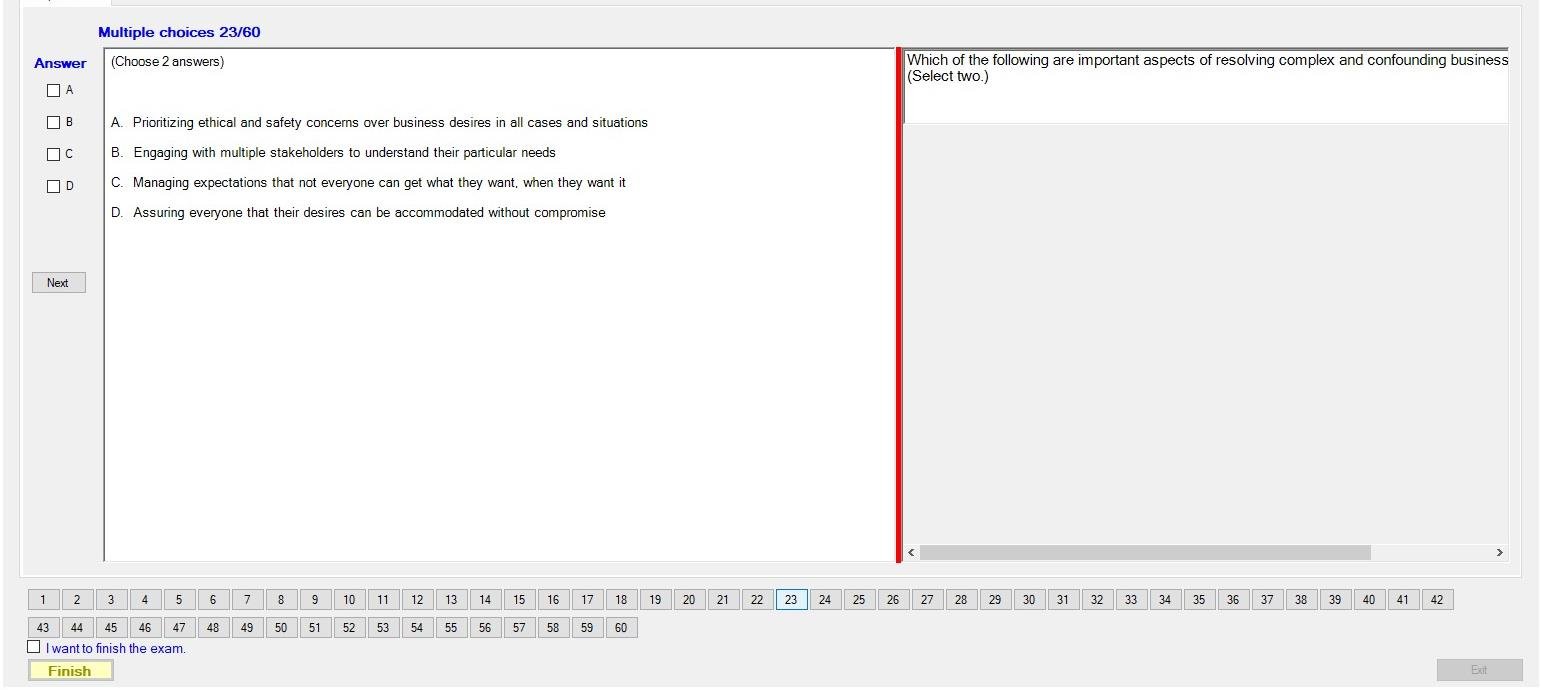 Multiple choices 23/60
Answer
A
B
C
D
Next
(Choose 2 answers)
A. Prioritizing ethical and safety concerns over business desires in all cases and situations
B. Engaging with multiple stakeholders to understand their particular needs
C. Managing expectations that not everyone can get what they want, when they want it
D. Assuring everyone that their desires can be accommodated without compromise
Which of the following are important aspects of resolving complex and confounding business
(Select two.)
1 2 3 4 5 6 7 8 9 10 11 12 13 14 15 16 17 18 19 20 21 22 23 24 25 26 27 28 29 30 31 32 33 34 35 36 37 38 39 40 41 42
43 44 45 46 47 48 49 50 51 52 53 54 55 56 57 58 59 60
I want to finish the exam.
Finish
Exit